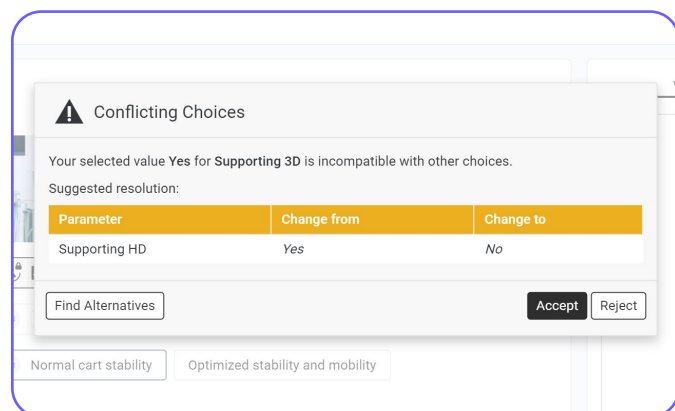 Conflicting Choices
Your selected value Yes for Supporting 3D is incompatible with other choices.
Suggested resolution:
Parameter Change from Change to
Supporting HD Yes No
Find Alternatives Accept Reject
Normal cart stability Optimized stability and mobility